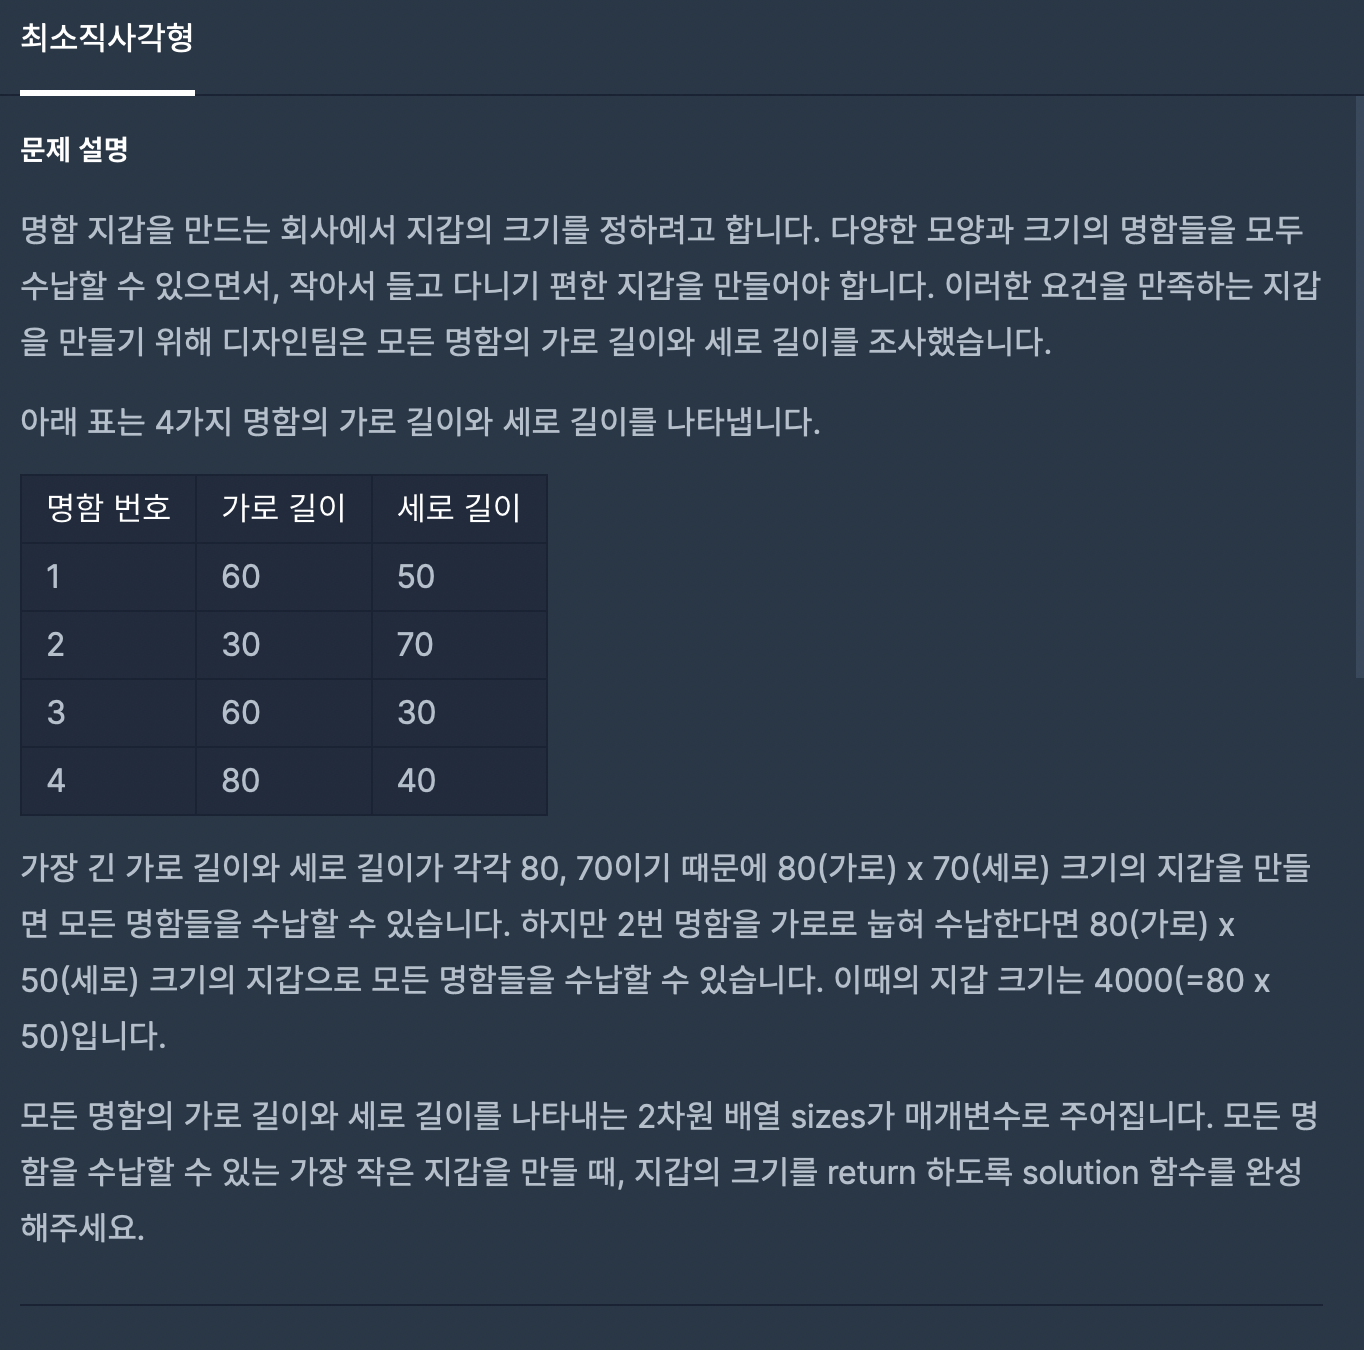 최소직사각형
문제 설명
명함 지갑을 만드는 회사에서 지갑의 크기를 정하려고 합니다. 다양한 모양과 크기의 명함들을 모두
수납할 수 있으면서, 작아서 들고 다니기 편한 지갑을 만들어야 합니다. 이러한 요건을 만족하는 지갑
을 만들기 위해 디자인팀은 모든 명함의 가로 길이와 세로 길이를 조사했습니다.
아래 표는 4가지 명함의 가로 길이와 세로 길이를 나타냅니다.
명함 번호 가로 길이 세로 길이
1 60 50
2 30 70
3 60 30
4 80 40
가장 긴 가로 길이와 세로 길이가 각각 80, 70이기 때문에 80(가로) x 70(세로) 크기의 지갑을 만들
면 모든 명함들을 수납할 수 있습니다. 하지만 2번 명함을 가로로 눕혀 수납한다면 80(가로) x
50(세로) 크기의 지갑으로 모든 명함들을 수납할 수 있습니다. 이때의 지갑 크기는 4000(=80 x
50)입니다.
모든 명함의 가로 길이와 세로 길이를 나타내는 2차원 배열 sizes가 매개변수로 주어집니다. 모든 명
함을 수납할 수 있는 가장 작은 지갑을 만들 때, 지갑의 크기를 return 하도록 solution 함수를 완성
해주세요.